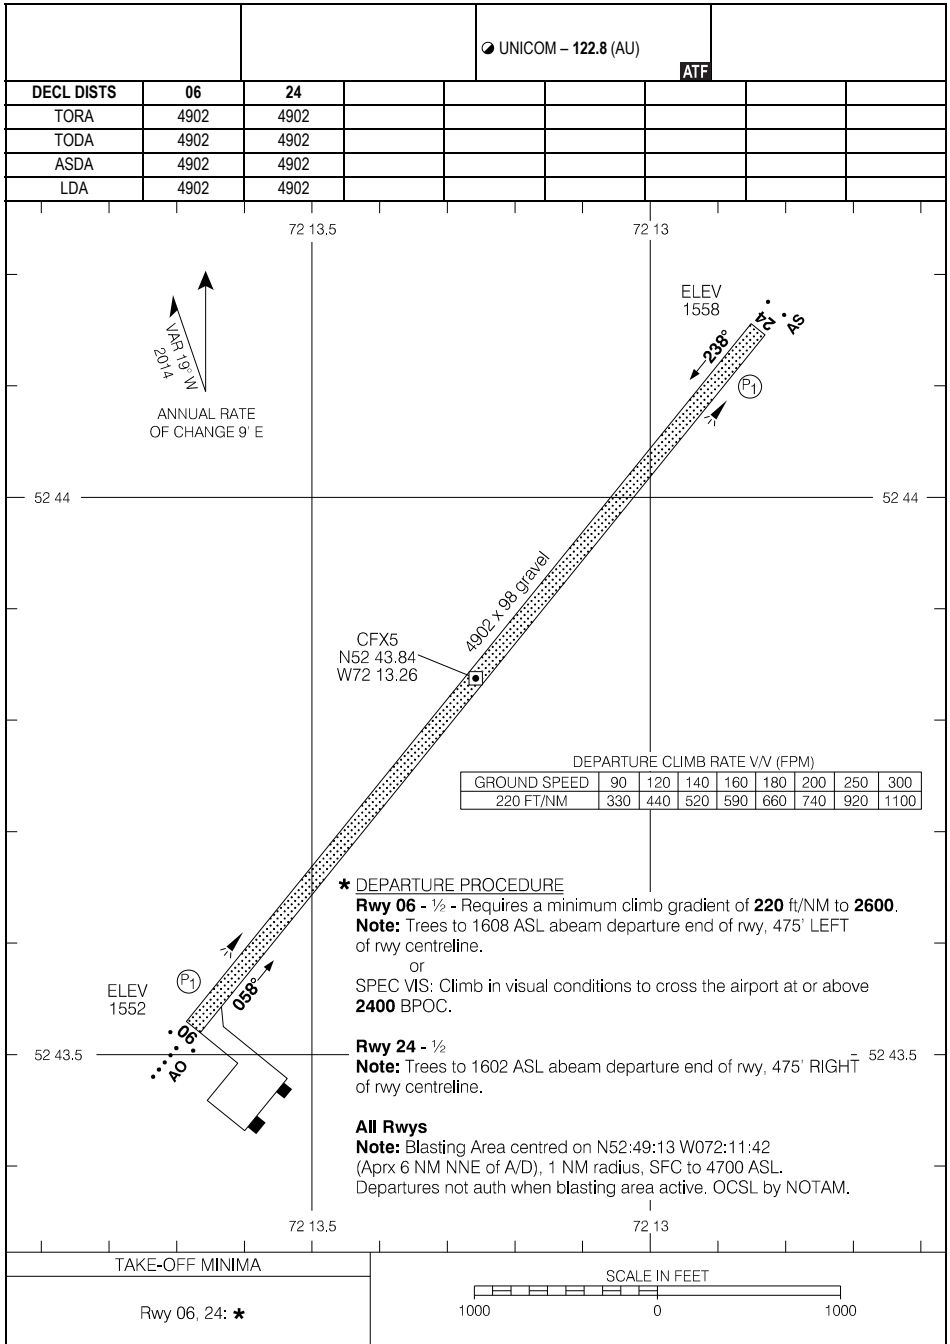 UNICOM – 122.8 (AU)
ATF
DECL DISTS 06 24
TORA 4902 4902
TODA 4902 4902
ASDA 4902 4902
LDA 4902 4902
72 13.5 72 13
ELEV
1558
24
AS
238°
P1
VAR 19° W
2014
ANNUAL RATE
OF CHANGE 9' E
52 44 52 44
4902 x 98 gravel
CFX5
N52 43.84
W72 13.26
DEPARTURE CLIMB RATE V/V (FPM)
GROUND SPEED 90 120 140 160 180 200 250 300
220 FT/NM 330 440 520 590 660 740 920 1100
* DEPARTURE PROCEDURE
Rwy 06 - ½ - Requires a minimum climb gradient of 220 ft/NM to 2600.
Note: Trees to 1608 ASL abeam departure end of rwy, 475' LEFT
of rwy centreline.
or
SPEC VIS: Climb in visual conditions to cross the airport at or above
2400 BPOC.
P1
058°
ELEV
1552
06
AO
52 43.5 52 43.5
Rwy 24 - ½
Note: Trees to 1602 ASL abeam departure end of rwy, 475' RIGHT
of rwy centreline.
All Rwys
Note: Blasting Area centred on N52:49:13 W072:11:42
(Aprx 6 NM NNE of A/D), 1 NM radius, SFC to 4700 ASL.
Departures not auth when blasting area active. OCSL by NOTAM.
72 13.5 72 13
TAKE-OFF MINIMA
Rwy 06, 24: *
SCALE IN FEET
1000 0 1000